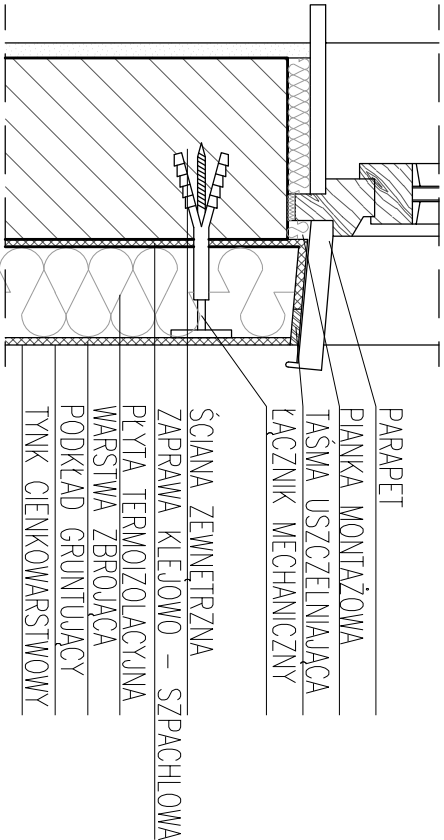 PARAPET
PIANKA MONTAŻOWA
TAŚMA USZCZELNIAJĄCA
ŁĄCZNIK MECHANICZNY
ŚCIANA ZEWNĘTRZNA
ZAPRAWA KLEJOWO – SZPACHLOWA
PŁYTA TERMOIZOLACYJNA
WARSTWA ZBROJĄCA
PODKŁAD GRUNTUJĄCY
TYNK CIENKOWARSTWOWY